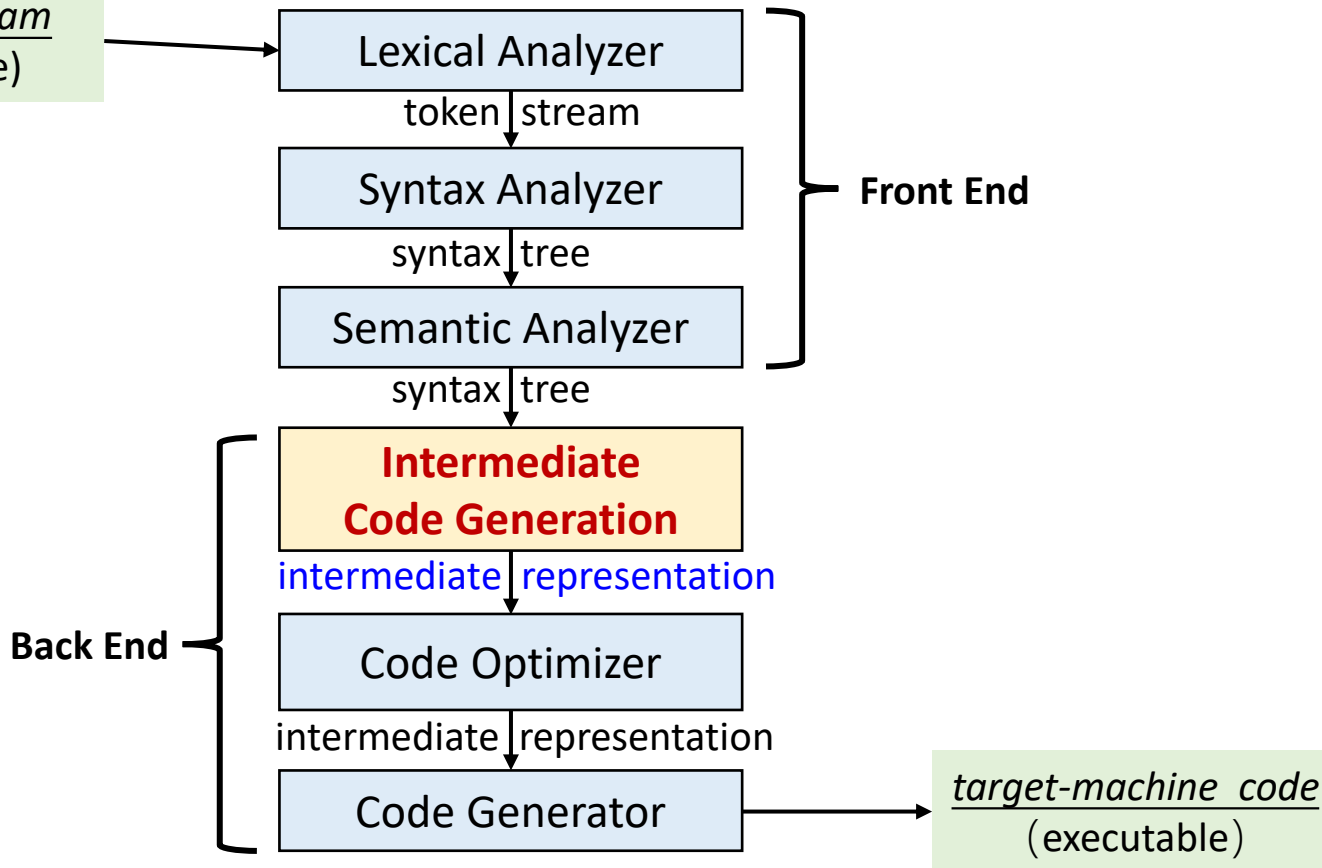 am
e)
Lexical Analyzer
token stream
Syntax Analyzer
Front End
syntax tree
Semantic Analyzer
syntax tree
Intermediate
Code Generation
intermediate representation
Back End
Code Optimizer
intermediate representation
Code Generator
target-machine code
（executable）